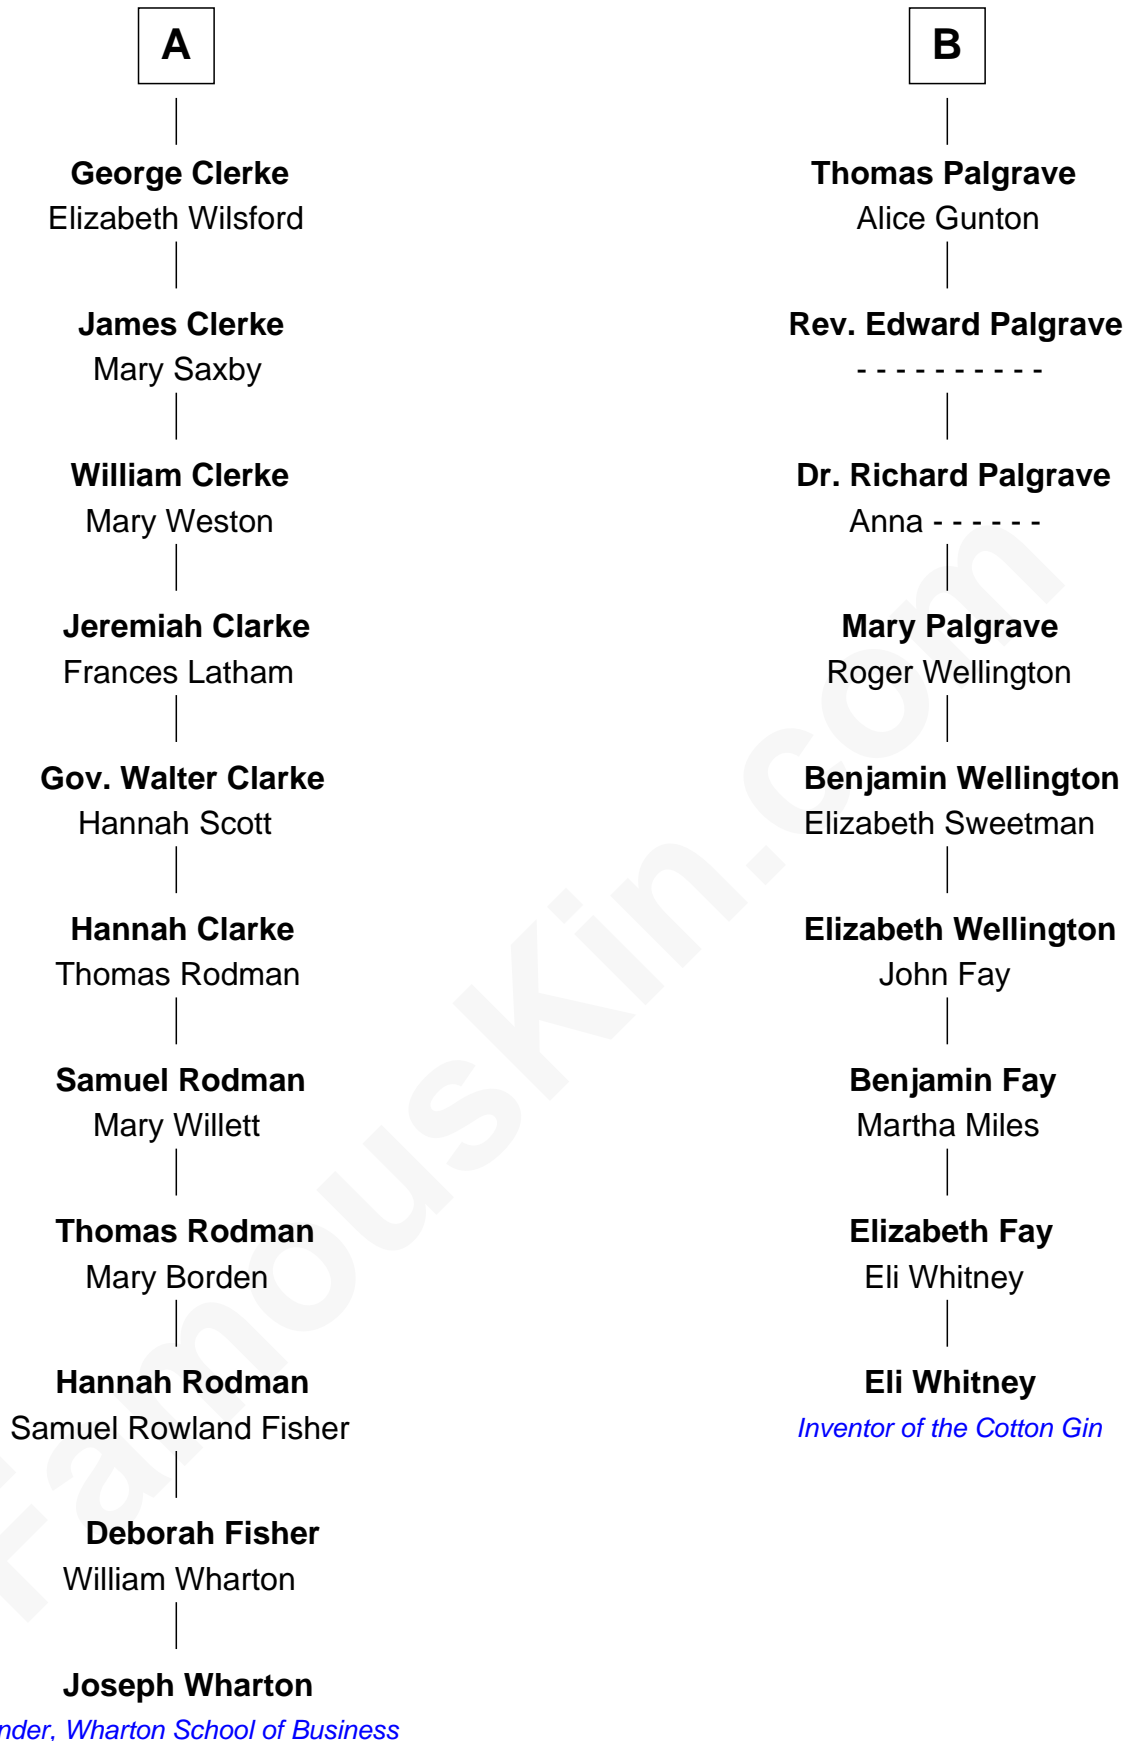 A
George Clerke
Elizabeth Wilsford
James Clerke
Mary Saxby
William Clerke
Mary Weston
Jeremiah Clarke
Frances Latham
Gov. Walter Clarke
Hannah Scott
Hannah Clarke
Thomas Rodman
Samuel Rodman
Mary Willett
Thomas Rodman
Mary Borden
Hannah Rodman
Samuel Rowland Fisher
Deborah Fisher
William Wharton
Joseph Wharton
nder, Wharton School of Business
B
Thomas Palgrave
Alice Gunton
Rev. Edward Palgrave
- - - - - - - - - -
Dr. Richard Palgrave
Anna - - - - - -
Mary Palgrave
Roger Wellington
Benjamin Wellington
Elizabeth Sweetman
Elizabeth Wellington
John Fay
Benjamin Fay
Martha Miles
Elizabeth Fay
Eli Whitney
Eli Whitney
Inventor of the Cotton Gin
FamousKin.com